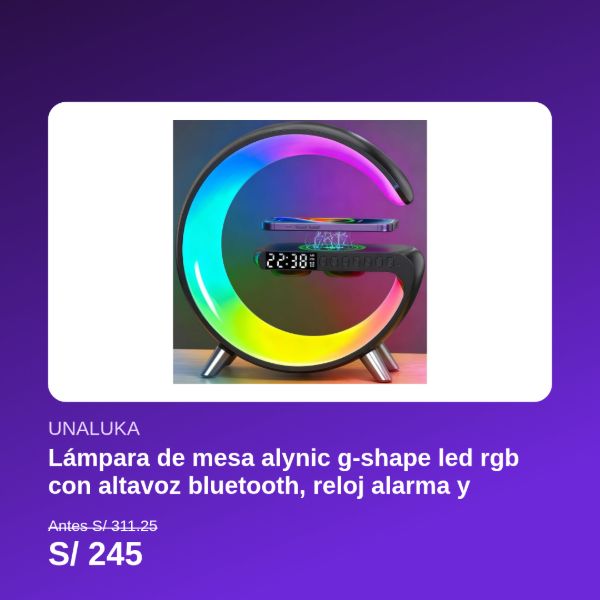 22:38
UNALUKA
Lámpara de mesa alynic g-shape led rgb
con altavoz bluetooth, reloj alarma y
Antes S/ 311.25
S/ 245